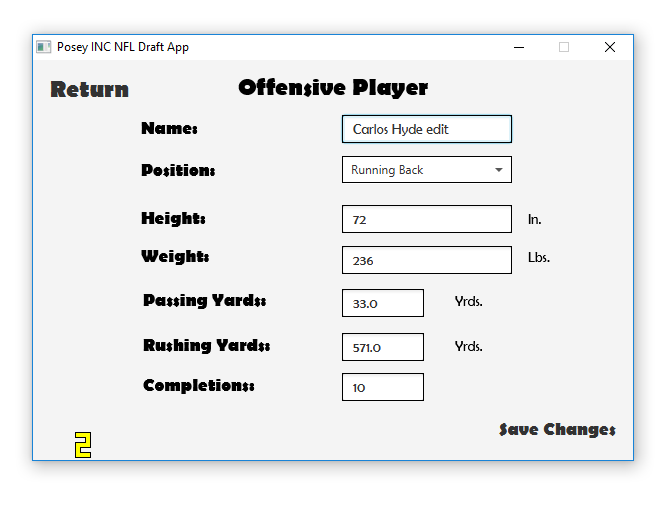 Posey INC NFL Draft App
Return
Offensive Player
Name: Carlos Hyde edit
Position: Running Back
Height: 72 In.
Weight: 236 Lbs.
Passing Yards: 33.0 Yrds.
Rushing Yards: 571.0 Yrds.
Completions: 10
Save Changes
2